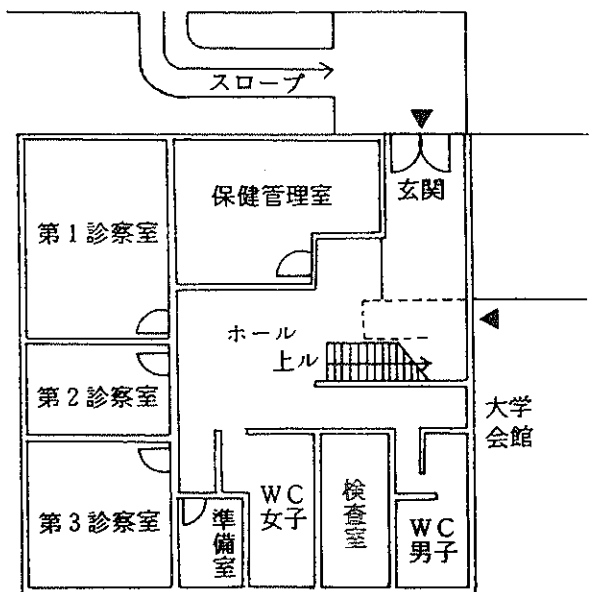 スロープ
保健管理室
玄関
第1診察室
ホール
上ル
第2診察室
大学
会館
WC
女子
検査室
第3診察室
準備室
WC
男子